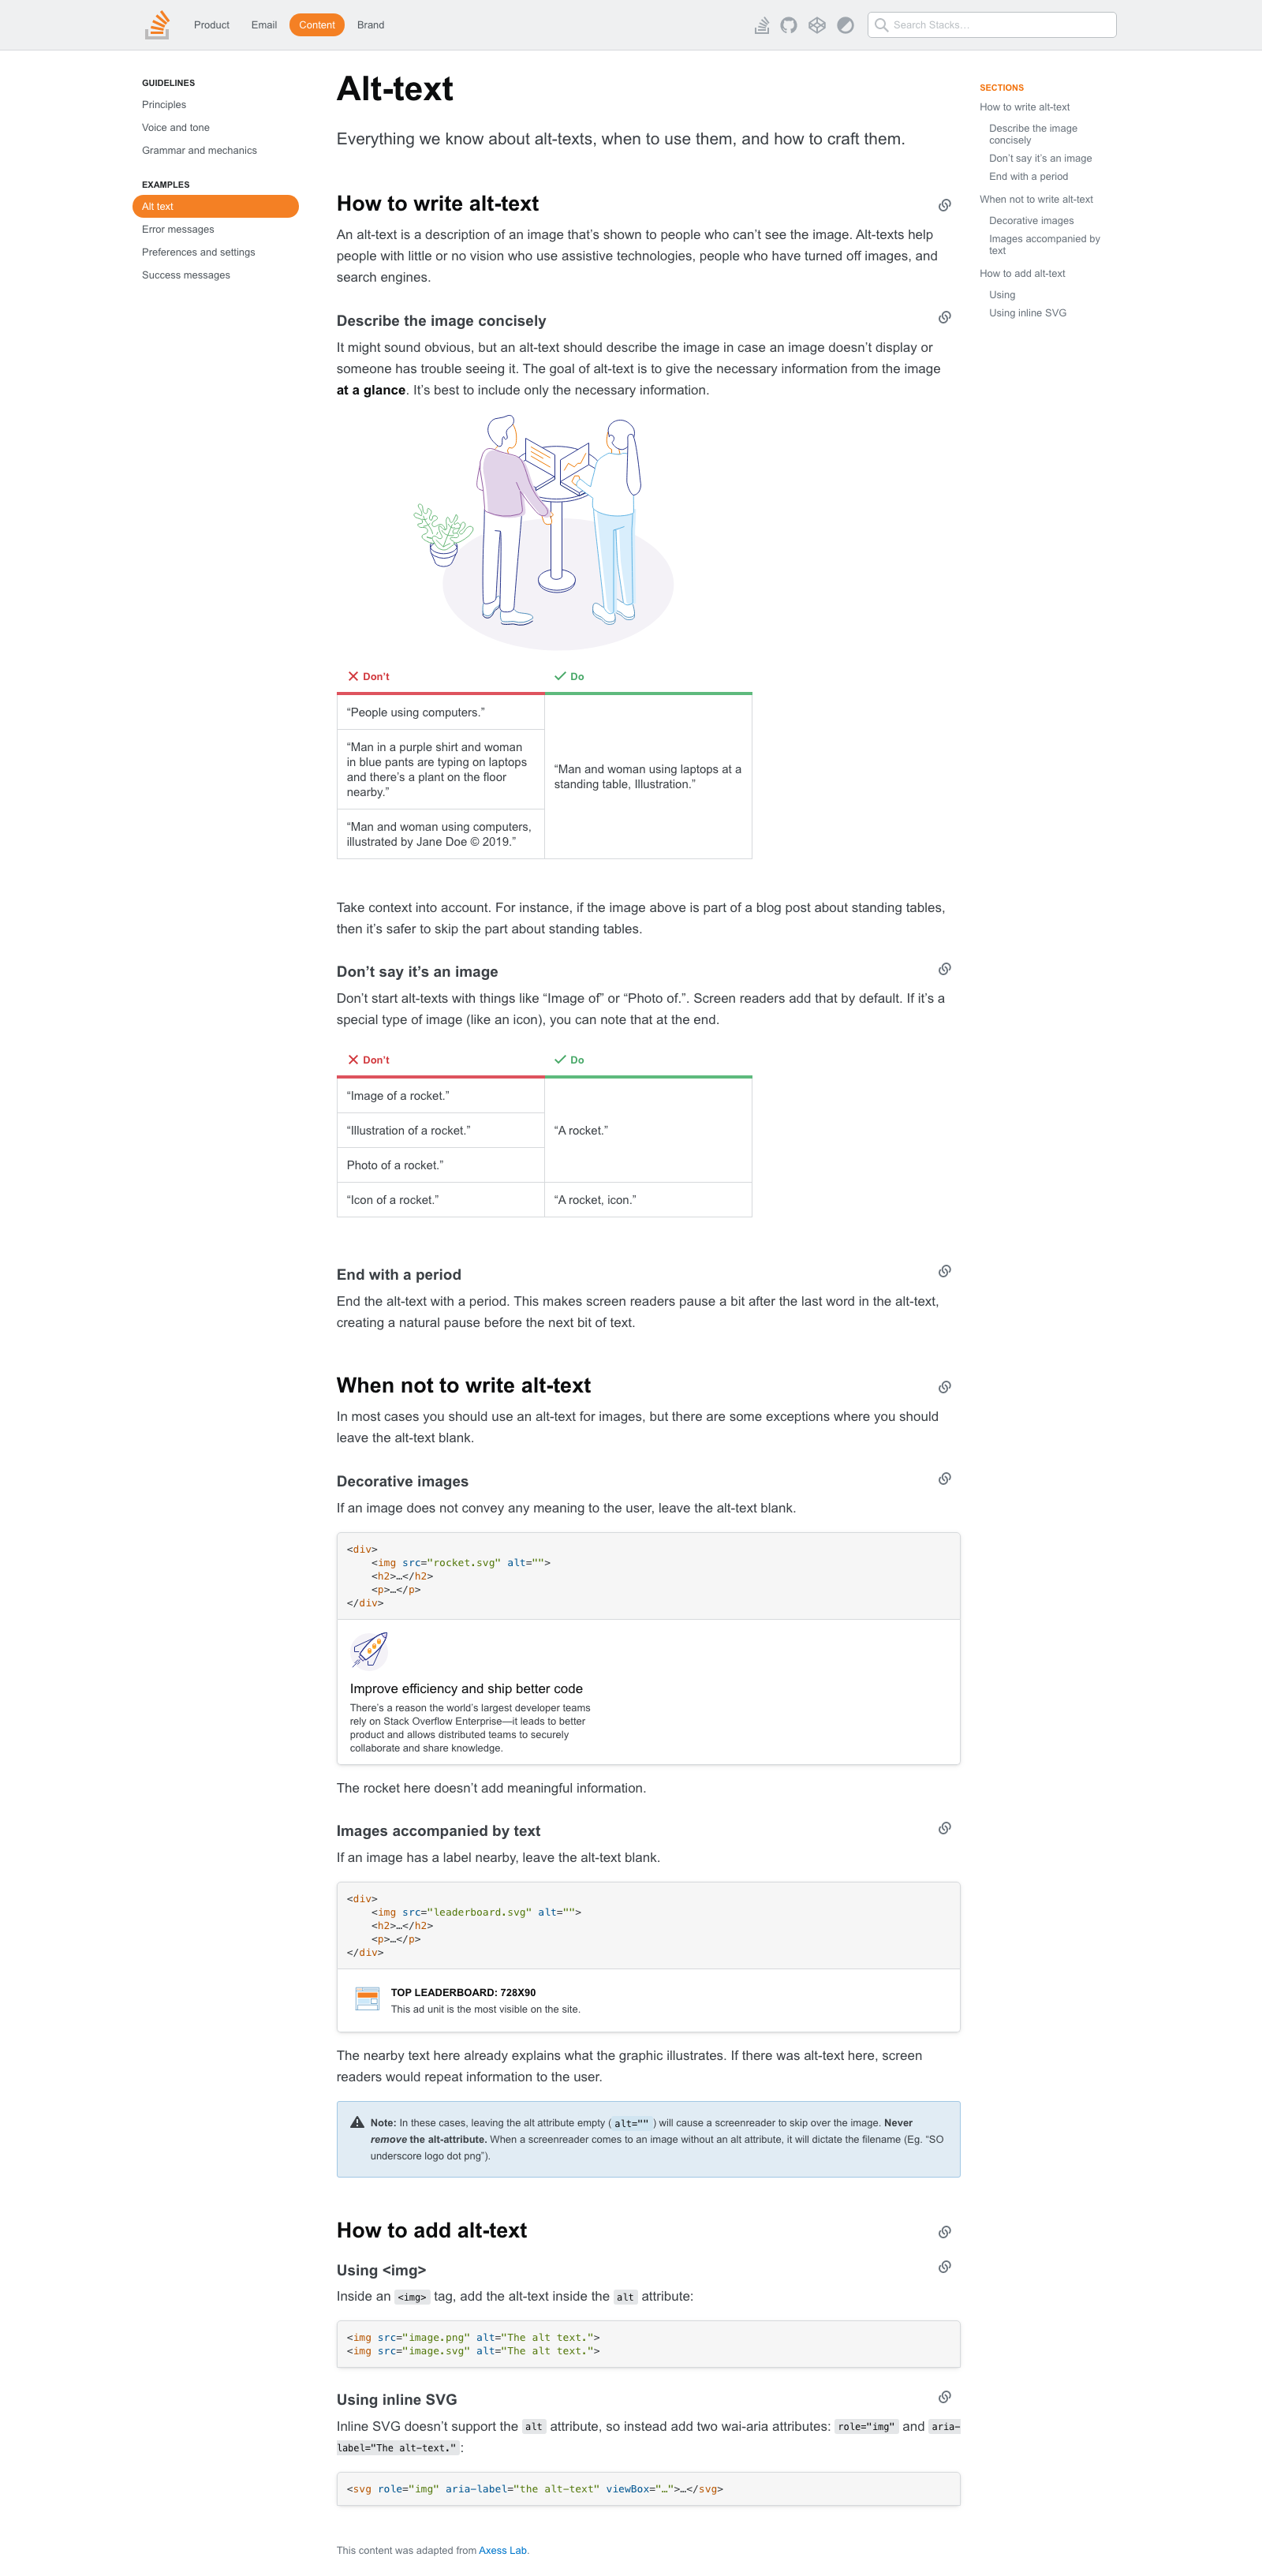 Product Email Content Brand
Search Stacks…
GUIDELINES
Principles
Voice and tone
Grammar and mechanics
EXAMPLES
Alt text
Error messages
Preferences and settings
Success messages
Alt-text
Everything we know about alt-texts, when to use them, and how to craft them.
How to write alt-text
An alt-text is a description of an image that’s shown to people who can’t see the image. Alt-texts help
people with little or no vision who use assistive technologies, people who have turned off images, and
search engines.
Describe the image concisely
It might sound obvious, but an alt-text should describe the image in case an image doesn’t display or
someone has trouble seeing it. The goal of alt-text is to give the necessary information from the image
at a glance. It’s best to include only the necessary information.
Don’t
Do
“People using computers.”
“Man in a purple shirt and woman
in blue pants are typing on laptops
and there’s a plant on the floor
nearby.”
“Man and woman using computers,
illustrated by Jane Doe © 2019.”
“Man and woman using laptops at a
standing table, Illustration.”
Take context into account. For instance, if the image above is part of a blog post about standing tables,
then it’s safer to skip the part about standing tables.
Don’t say it’s an image
Don’t start alt-texts with things like “Image of” or “Photo of.”. Screen readers add that by default. If it’s a
special type of image (like an icon), you can note that at the end.
Don’t
Do
“Image of a rocket.”
“Illustration of a rocket.”
Photo of a rocket.”
“A rocket.”
“Icon of a rocket.”
“A rocket, icon.”
End with a period
End the alt-text with a period. This makes screen readers pause a bit after the last word in the alt-text,
creating a natural pause before the next bit of text.
When not to write alt-text
In most cases you should use an alt-text for images, but there are some exceptions where you should
leave the alt-text blank.
Decorative images
If an image does not convey any meaning to the user, leave the alt-text blank.
<div>
    <img src="rocket.svg" alt="">
    <h2>…</h2>
    <p>…</p>
</div>
Improve efficiency and ship better code
There’s a reason the world’s largest developer teams
rely on Stack Overflow Enterprise—it leads to better
product and allows distributed teams to securely
collaborate and share knowledge.
The rocket here doesn’t add meaningful information.
Images accompanied by text
If an image has a label nearby, leave the alt-text blank.
<div>
    <img src="leaderboard.svg" alt="">
    <h2>…</h2>
    <p>…</p>
</div>
TOP LEADERBOARD: 728X90
This ad unit is the most visible on the site.
The nearby text here already explains what the graphic illustrates. If there was alt-text here, screen
readers would repeat information to the user.
Note: In these cases, leaving the alt attribute empty ( alt="" ) will cause a screenreader to skip over the image. Never
remove the alt-attribute. When a screenreader comes to an image without an alt attribute, it will dictate the filename (Eg. “SO
underscore logo dot png”).
How to add alt-text
Using <img>
Inside an <img> tag, add the alt-text inside the alt attribute:
<img src="image.png" alt="The alt text.">
<img src="image.svg" alt="The alt text.">
Using inline SVG
Inline SVG doesn’t support the alt attribute, so instead add two wai-aria attributes: role="img" and aria-
label="The alt-text." :
<svg role="img" aria-label="the alt-text" viewBox="…">…</svg>
This content was adapted from Axess Lab.
SECTIONS
How to write alt-text
Describe the image
concisely
Don’t say it’s an image
End with a period
When not to write alt-text
Decorative images
Images accompanied by
text
How to add alt-text
Using
Using inline SVG